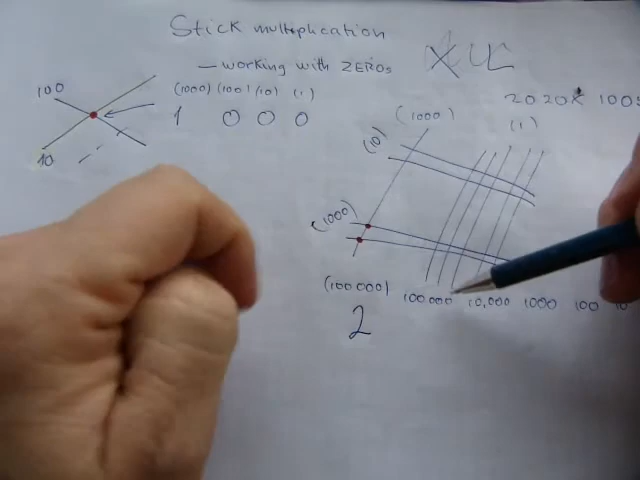 Stick multiplication
— working with ZEROs
100
(1000) (100) (10) (1)
1 0 0 0
10
2020 x 1005
(1000)
(1)
(10)
(1000)
(100 000) 100.000 10,000 1000 100 10
2